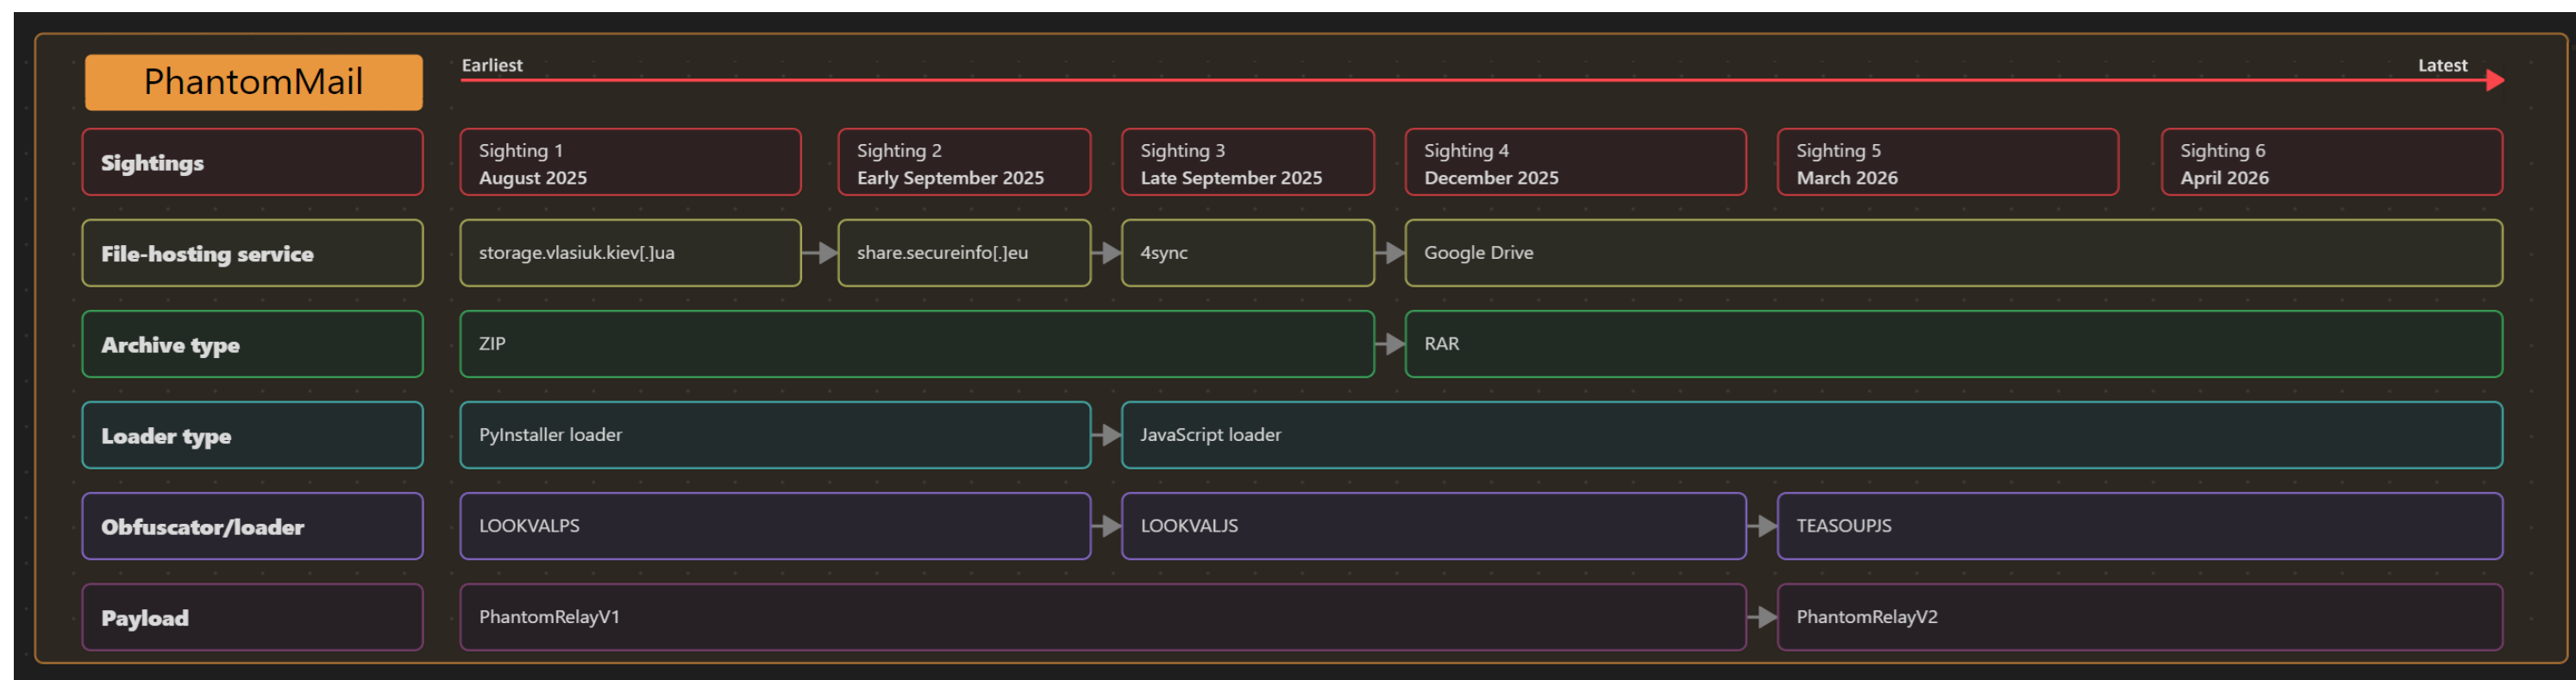 PhantomMail
Earliest
Latest
Sightings
Sighting 1
August 2025
Sighting 2
Early September 2025
Sighting 3
Late September 2025
Sighting 4
December 2025
Sighting 5
March 2026
Sighting 6
April 2026
File-hosting service
storage.vlasiuk.kiev[.]ua
share.secureinfo[.]eu
4sync
Google Drive
Archive type
ZIP
RAR
Loader type
PyInstaller loader
JavaScript loader
Obfuscator/loader
LOOKVALPS
LOOKVALJS
TEASOUPJS
Payload
PhantomRelayV1
PhantomRelayV2